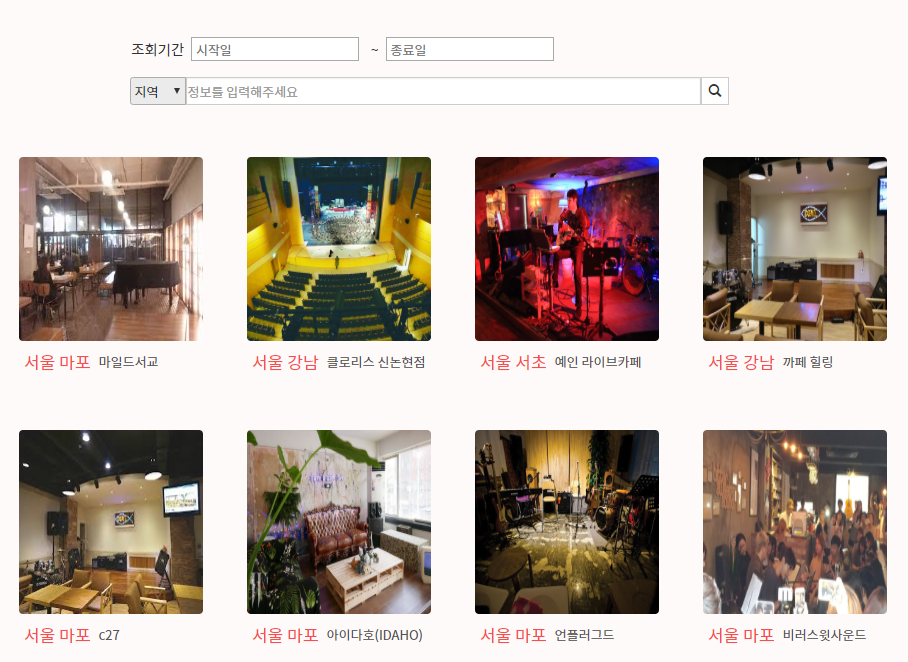 조회기간 시작일 ~ 종료일
지역 ▼ 정보를 입력해주세요
서울 마포 마일드서교
서울 강남 클로리스 신논현점
서울 서초 예인 라이브카페
서울 강남 까페 힐링
서울 마포 c27
서울 마포 아이다호(IDAHO)
서울 마포 언플러그드
서울 마포 비러스윗사운드